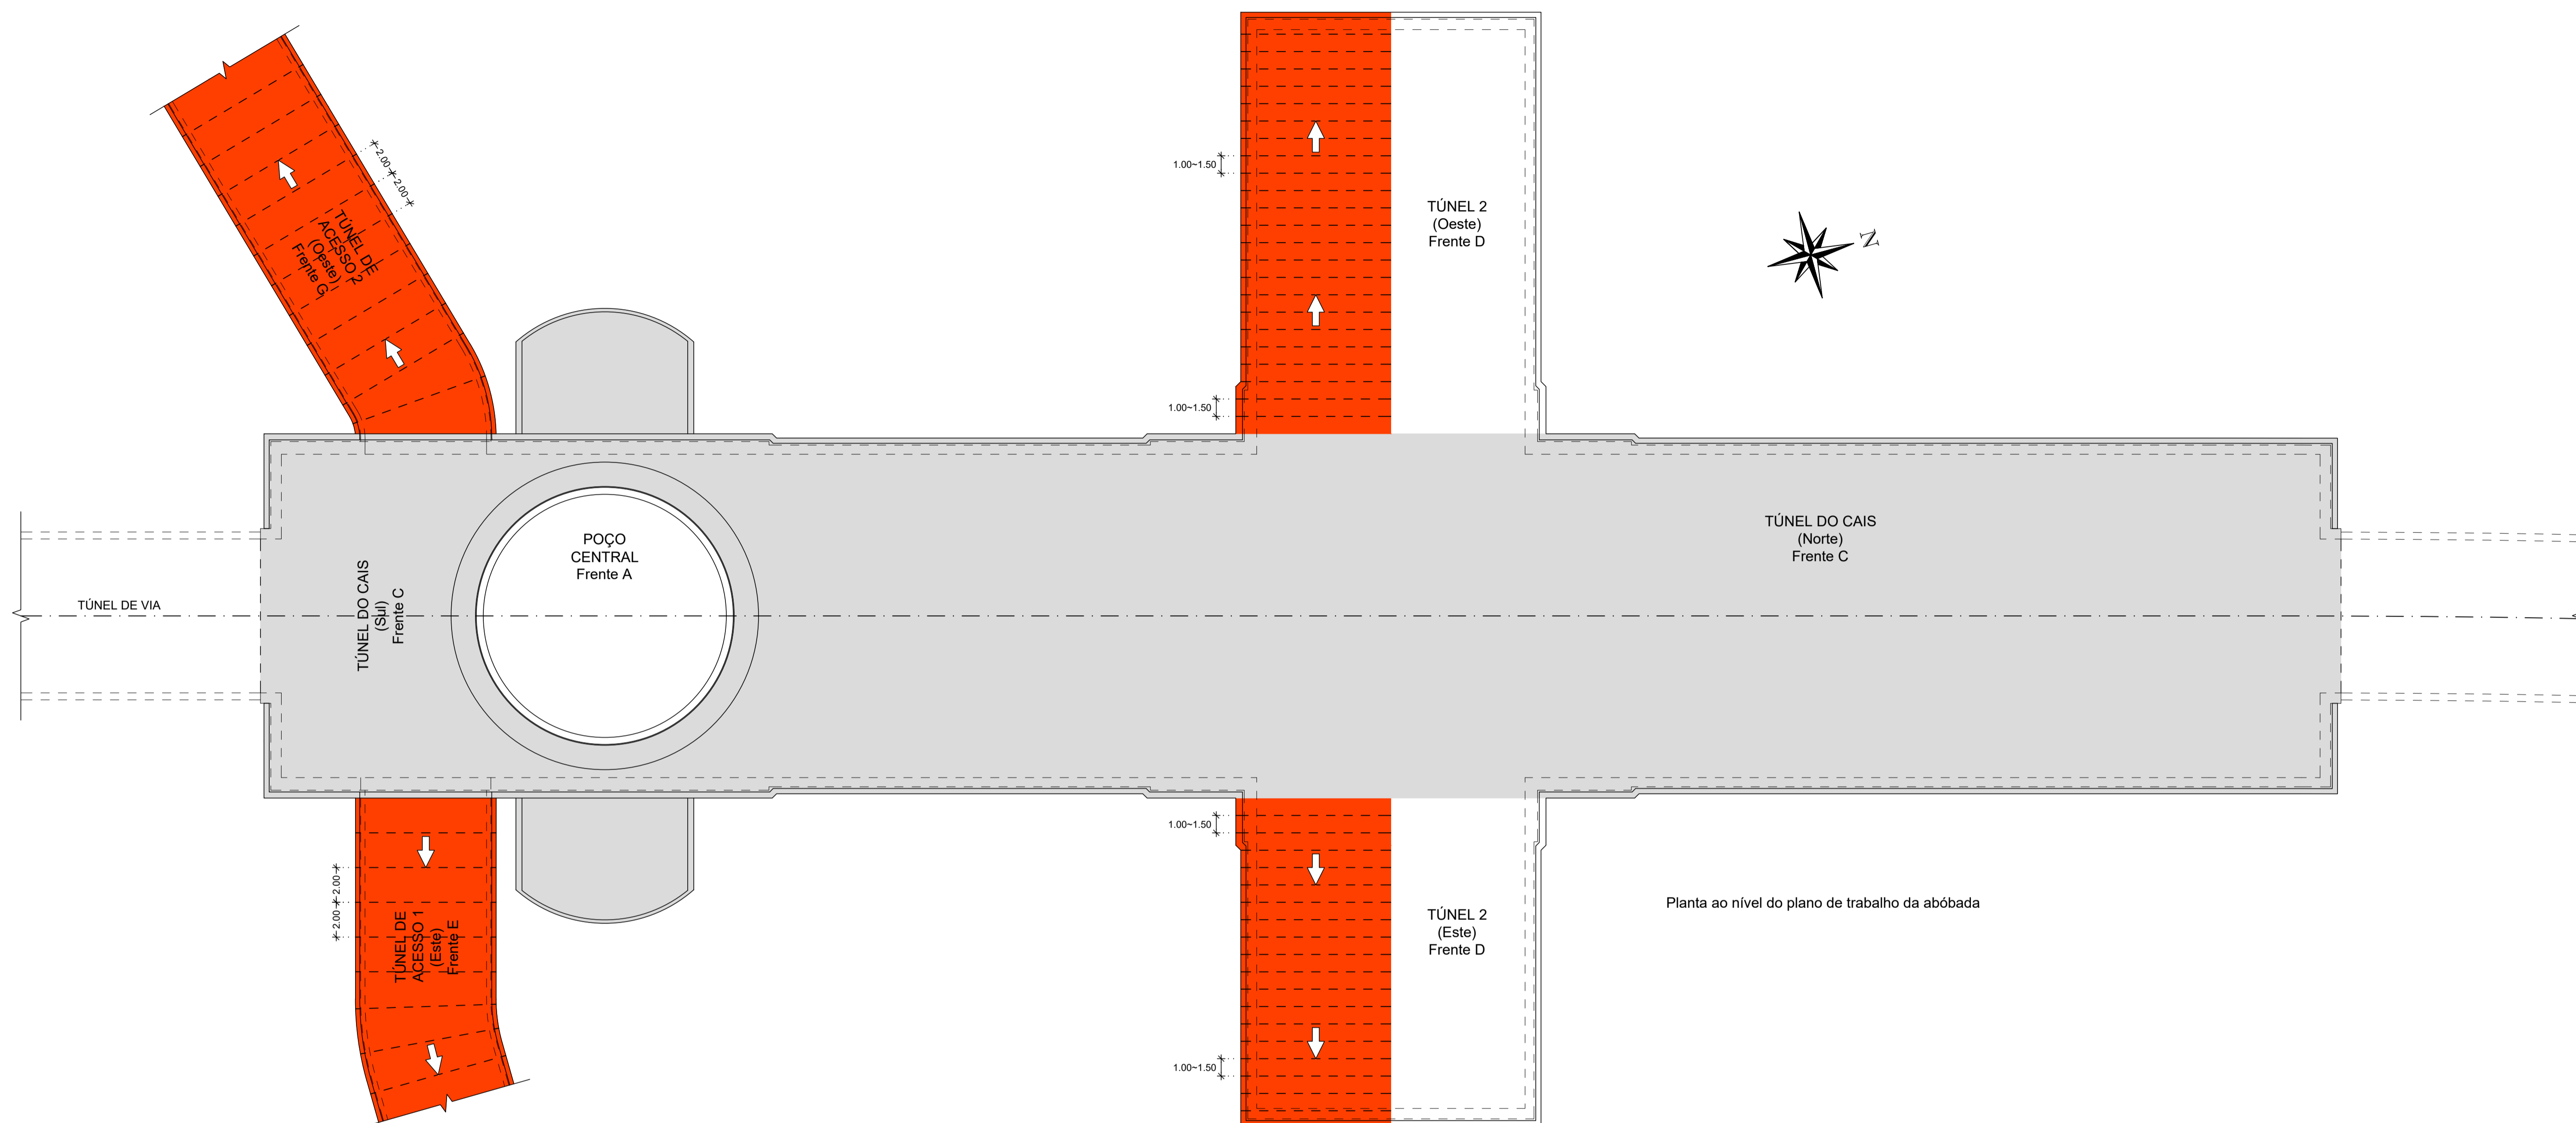 2.00
2.00
TÚNEL DE
ACESSO 2
(Oeste)
Frente G
1.00~1.50
1.00~1.50
TÚNEL 2
(Oeste)
Frente D
N
TÚNEL DE VIA
TÚNEL DO CAIS
(Sul)
Frente C
POÇO
CENTRAL
Frente A
TÚNEL DO CAIS
(Norte)
Frente C
2.00
2.00
TÚNEL DE
ACESSO 1
(Este)
Frente E
1.00~1.50
1.00~1.50
TÚNEL 2
(Este)
Frente D
Planta ao nível do plano de trabalho da abóbada